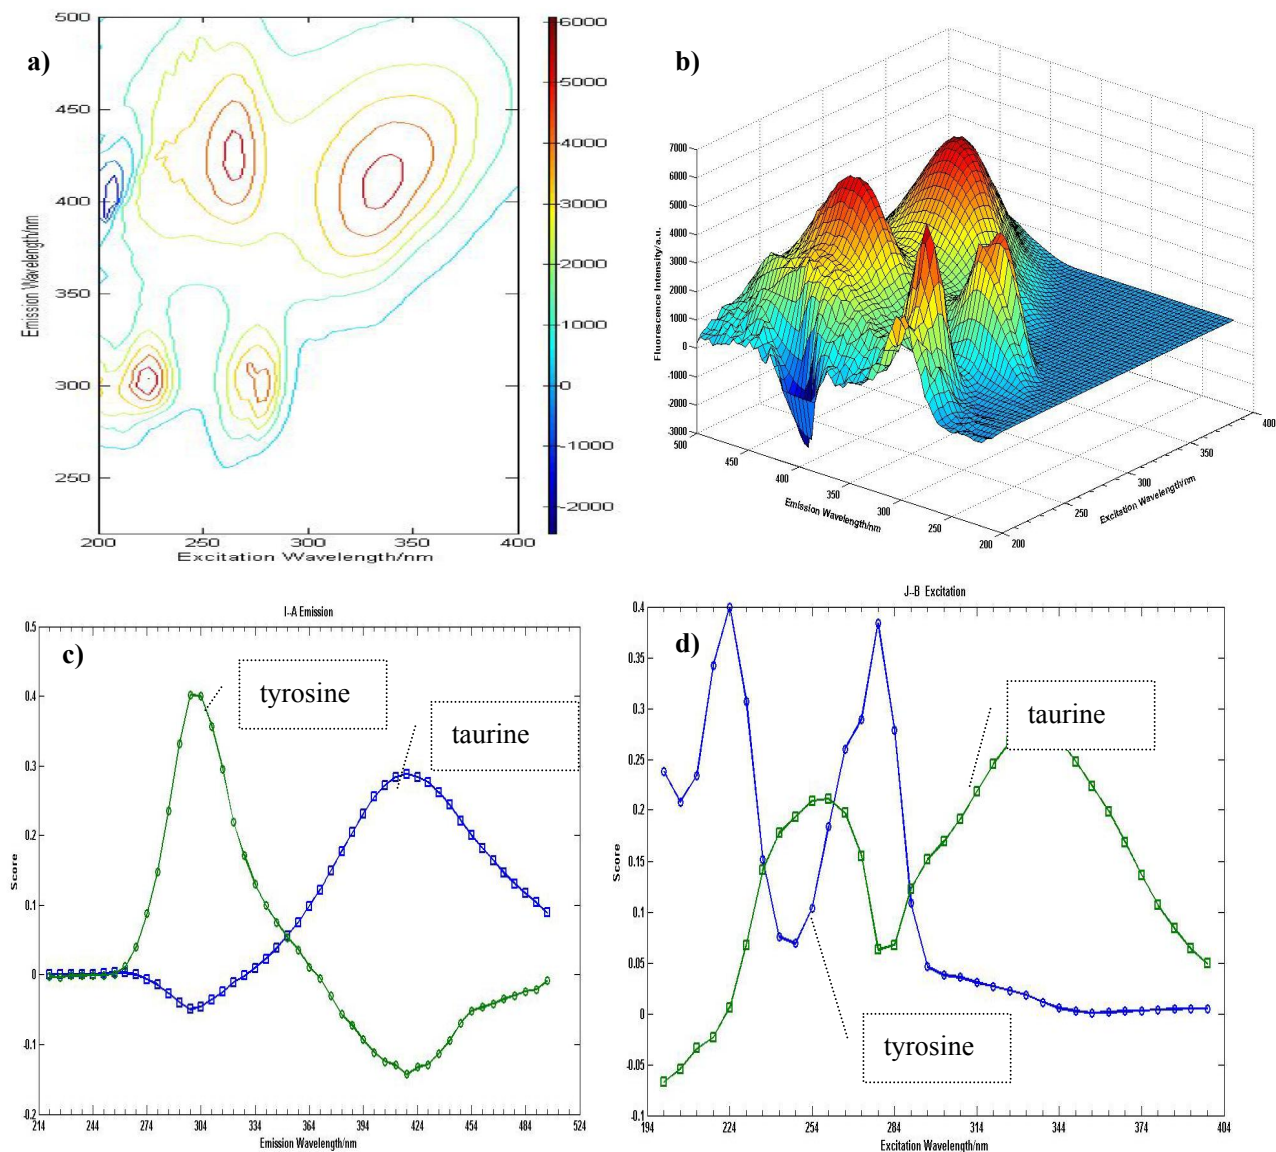 a)
500
450
400
350
300
250
200 250 300 350 400
Emission Wavelength/nm
Excitation Wavelength/nm
6000
5000
4000
3000
2000
1000
0
-1000
-2000
b)
7000
6000
5000
4000
3000
2000
1000
0
-1000
-2000
3000
Fluorescence Intensity/a.u.
500 450 400 350 300 250 200
Emission Wavelength/nm
200 250 300 350 400
Excitation Wavelength/nm
I--A Emission
c)
0.5
0.4
0.3
0.2
0.1
0
-0.1
-0.2
Score
tyrosine
taurine
214 244 274 304 334 364 394 424 454 484 524
Emission Wavelength/nm
J--B Excitation
d)
0.4
0.35
0.3
0.25
0.2
0.15
0.1
0.05
0
-0.05
-0.1
Score
taurine
tyrosine
194 224 254 284 314 344 374 404
Excitation Wavelength/nm